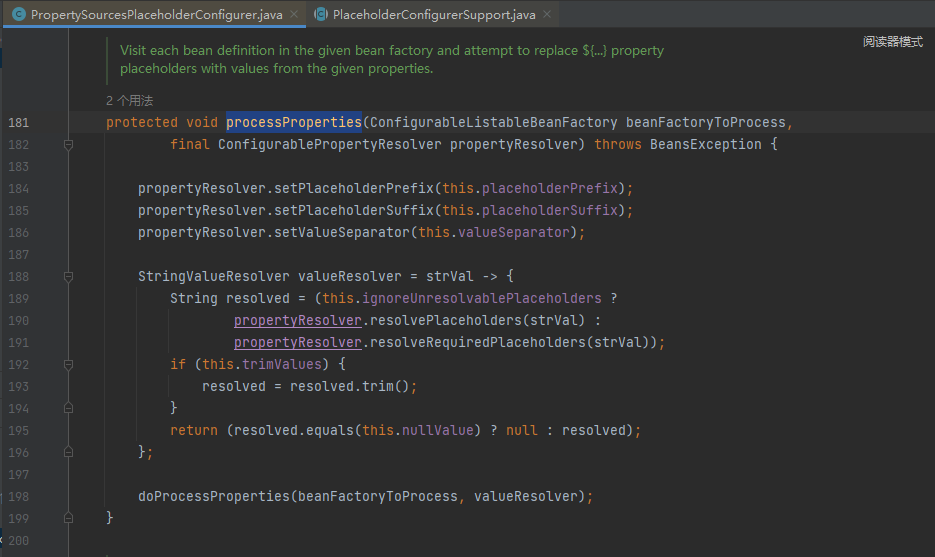 PropertySourcesPlaceholderConfigurer.java × PlaceholderConfigurerSupport.java ×
阅读器模式
Visit each bean definition in the given bean factory and attempt to replace ${...} property
placeholders with values from the given properties.
2 个用法
181 protected void processProperties(ConfigurableListableBeanFactory beanFactoryToProcess,
182 final ConfigurablePropertyResolver propertyResolver) throws BeansException {
183
184 propertyResolver.setPlaceholderPrefix(this.placeholderPrefix);
185 propertyResolver.setPlaceholderSuffix(this.placeholderSuffix);
186 propertyResolver.setValueSeparator(this.valueSeparator);
187
188 StringValueResolver valueResolver = strVal -> {
189 String resolved = (this.ignoreUnresolvablePlaceholders ?
190 propertyResolver.resolvePlaceholders(strVal) :
191 propertyResolver.resolveRequiredPlaceholders(strVal));
192 if (this.trimValues) {
193 resolved = resolved.trim();
194 }
195 return (resolved.equals(this.nullValue) ? null : resolved);
196 };
197
198 doProcessProperties(beanFactoryToProcess, valueResolver);
199 }
200